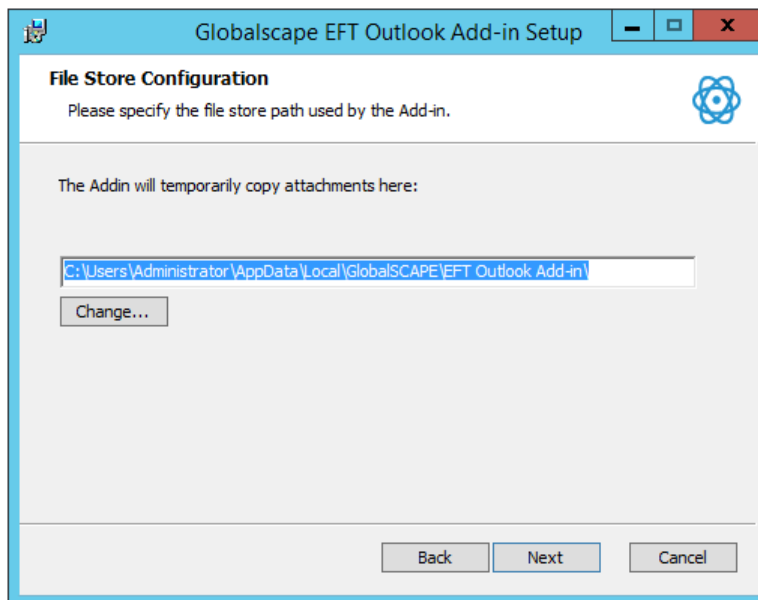 Globalscape EFT Outlook Add-in Setup
File Store Configuration
Please specify the file store path used by the Add-in.
The Addin will temporarily copy attachments here:
C:\Users\Administrator\AppData\Local\GlobalSCAPE\EFT Outlook Add-in\
Change...
Back Next Cancel